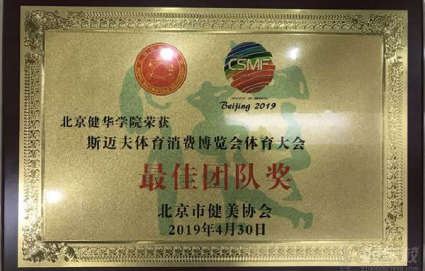 CSMF
Beijing 2019
北京健华学院荣获
斯迈夫体育消费博览会体育大会
最佳团队奖
北京市健美协会
2019年4月30日